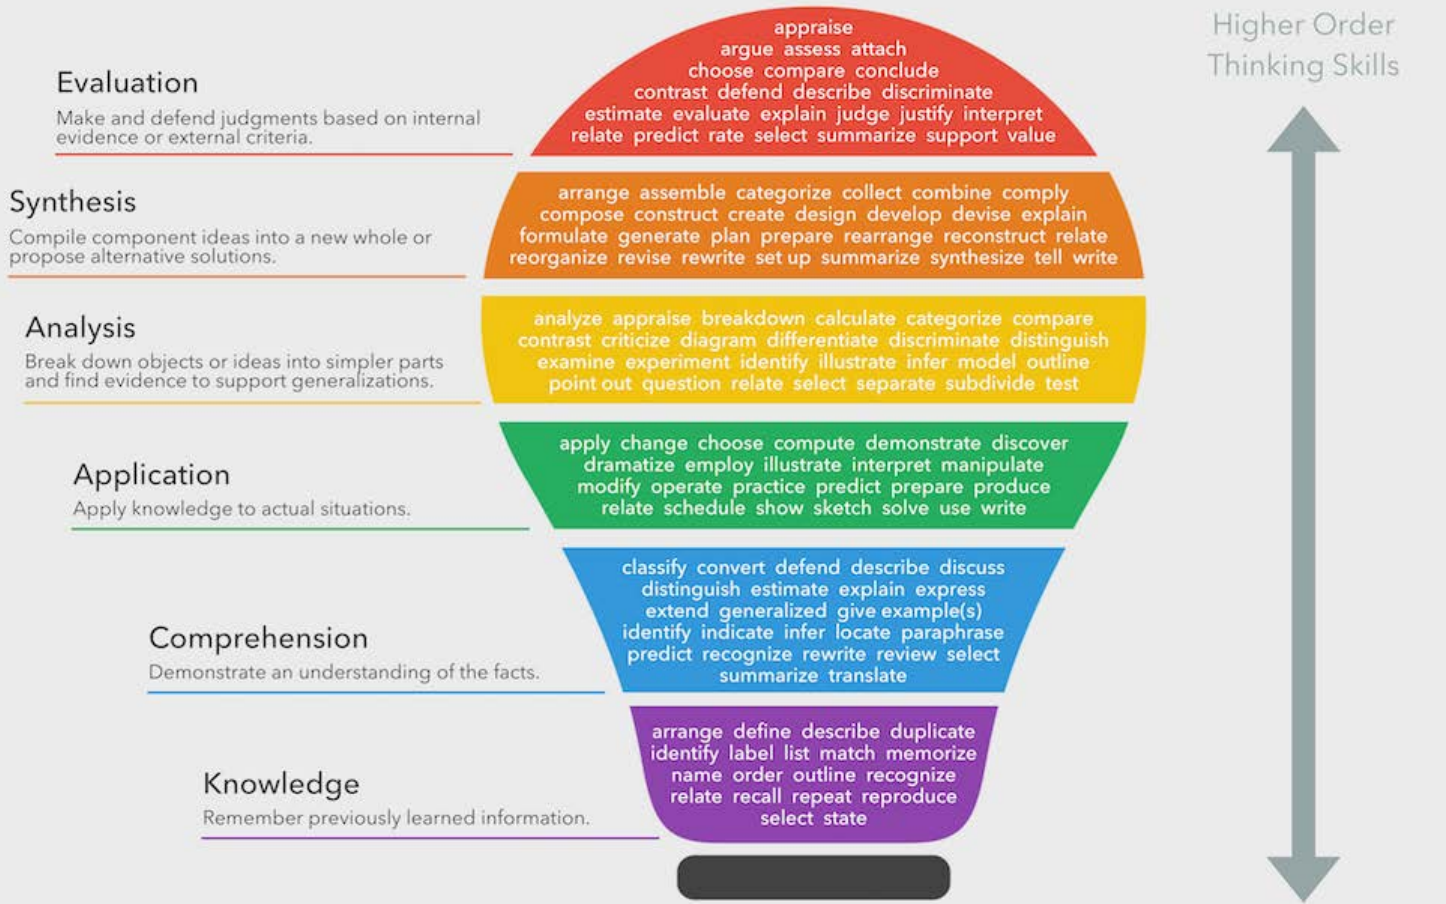 Higher Order
Thinking Skills
Evaluation
Make and defend judgments based on internal
evidence or external criteria.
appraise
argue assess attach
choose compare conclude
contrast defend describe discriminate
estimate evaluate explain judge justify interpret
relate predict rate select summarize support value
Synthesis
Compile component ideas into a new whole or
propose alternative solutions.
arrange assemble categorize collect combine comply
compose construct create design develop devise explain
formulate generate plan prepare rearrange reconstruct relate
reorganize revise rewrite set up summarize synthesize tell write
Analysis
Break down objects or ideas into simpler parts
and find evidence to support generalizations.
analyze appraise breakdown calculate categorize compare
contrast criticize diagram differentiate discriminate distinguish
examine experiment identify illustrate infer model outline
point out question relate select separate subdivide test
Application
Apply knowledge to actual situations.
apply change choose compute demonstrate discover
dramatize employ illustrate interpret manipulate
modify operate practice predict prepare produce
relate schedule show sketch solve use write
Comprehension
Demonstrate an understanding of the facts.
classify convert defend describe discuss
distinguish estimate explain express
extend generalized give example(s)
identify indicate infer locate paraphrase
predict recognize rewrite review select
summarize translate
Knowledge
Remember previously learned information.
arrange define describe duplicate
identify label list match memorize
name order outline recognize
relate recall repeat reproduce
select state